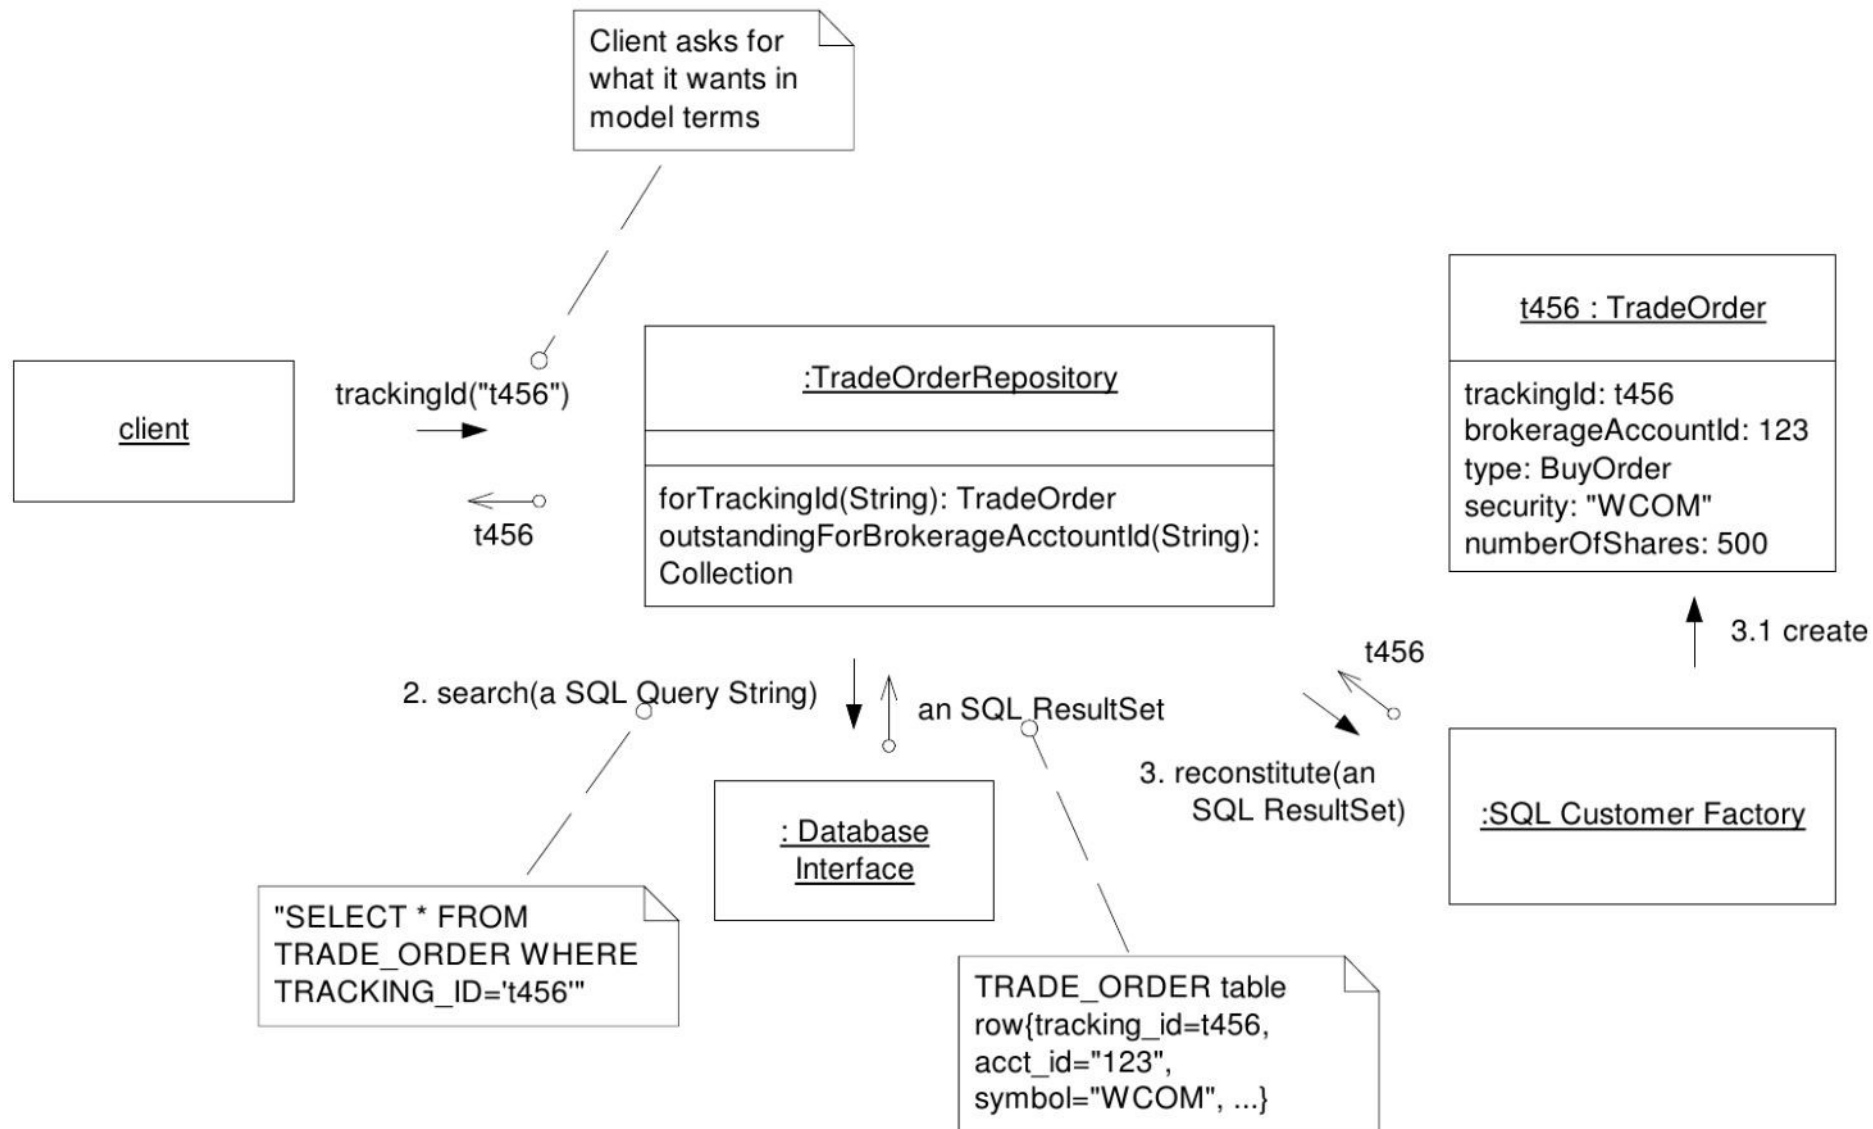 Client asks for
what it wants in
model terms
client
trackingId("t456")
t456
:TradeOrderRepository
forTrackingId(String): TradeOrder
outstandingForBrokerageAcctountId(String):
Collection
t456 : TradeOrder
trackingId: t456
brokerageAccountId: 123
type: BuyOrder
security: "WCOM"
numberOfShares: 500
3.1 create
t456
2. search(a SQL Query String)
an SQL ResultSet
3. reconstitute(an
SQL ResultSet)
: Database
Interface
:SQL Customer Factory
"SELECT * FROM
TRADE_ORDER WHERE
TRACKING_ID='t456'"
TRADE_ORDER table
row{tracking_id=t456,
acct_id="123",
symbol="WCOM", ...}